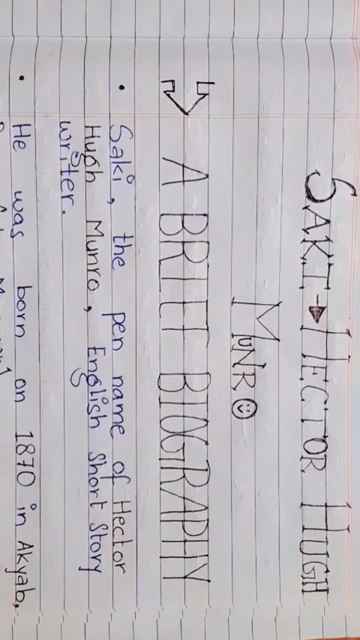 SAKI → HECTOR HUGH
MUNRO
A BRIEF BIOGRAPHY
• Saki, the pen name of Hector
Hugh Munro, English Short Story
writer.
• He was born on 1870 in Akyab,